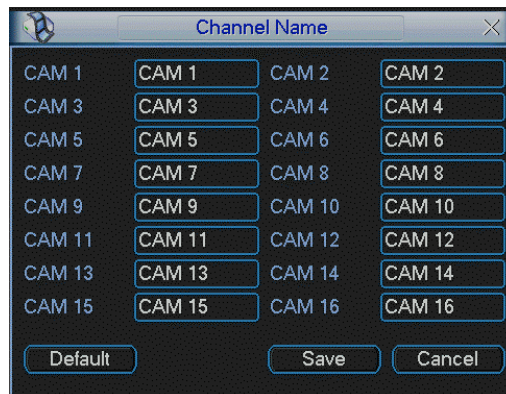 Channel Name
CAM 1 CAM 1 CAM 2 CAM 2
CAM 3 CAM 3 CAM 4 CAM 4
CAM 5 CAM 5 CAM 6 CAM 6
CAM 7 CAM 7 CAM 8 CAM 8
CAM 9 CAM 9 CAM 10 CAM 10
CAM 11 CAM 11 CAM 12 CAM 12
CAM 13 CAM 13 CAM 14 CAM 14
CAM 15 CAM 15 CAM 16 CAM 16
Default Save Cancel